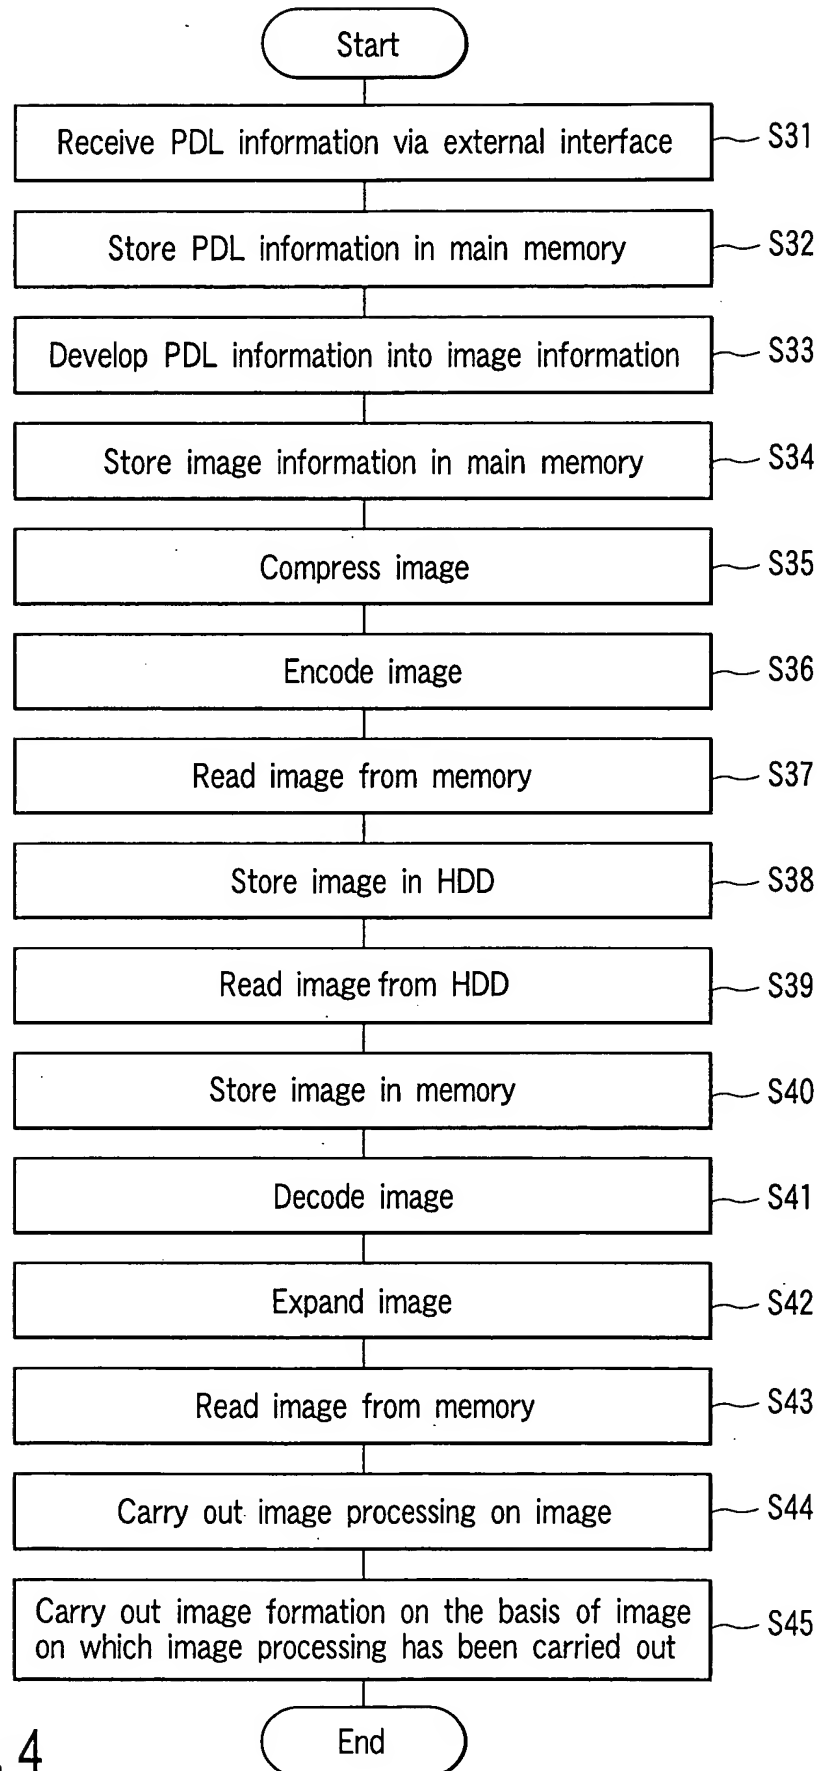 Start
Receive PDL information via external interface
S31
Store PDL information in main memory
S32
Develop PDL information into image information
S33
Store image information in main memory
S34
Compress image
S35
Encode image
S36
Read image from memory
S37
Store image in HDD
S38
Read image from HDD
S39
Store image in memory
S40
Decode image
S41
Expand image
S42
Read image from memory
S43
Carry out image processing on image
S44
Carry out image formation on the basis of image
on which image processing has been carried out
S45
End
. 4